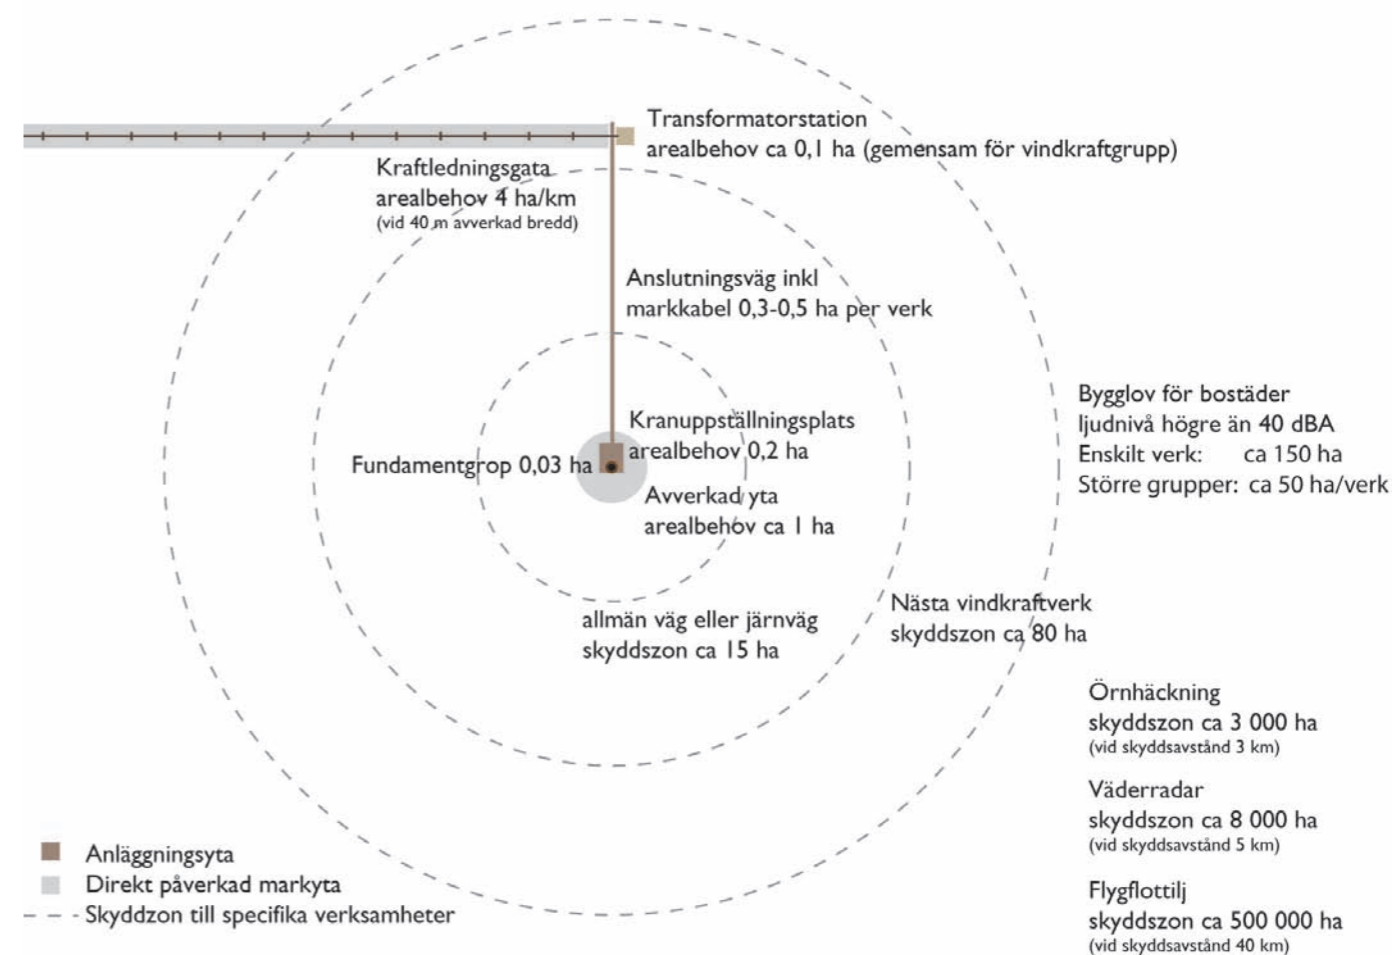 Transformatorstation
arealbehov ca 0,1 ha (gemensam för vindkraftgrupp)
Kraftledningsgata
arealbehov 4 ha/km
(vid 40 m avverkad bredd)
Anslutningsväg inkl
markkabel 0,3-0,5 ha per verk
Kranuppställningsplats
arealbehov 0,2 ha
Fundamentgrop 0,03 ha
Avverkad yta
arealbehov ca 1 ha
allmän väg eller järnväg
skyddszon ca 15 ha
Nästa vindkraftverk
skyddszon ca 80 ha
Bygglov för bostäder
ljudnivå högre än 40 dBA
Enskilt verk: ca 150 ha
Större grupper: ca 50 ha/verk
Örnhäckning
skyddszon ca 3 000 ha
(vid skyddsavstånd 3 km)
Väderradar
skyddszon ca 8 000 ha
(vid skyddsavstånd 5 km)
Flygflottilj
skyddszon ca 500 000 ha
(vid skyddsavstånd 40 km)
Anläggningsyta
Direkt påverkad markyta
Skyddzon till specifika verksamheter